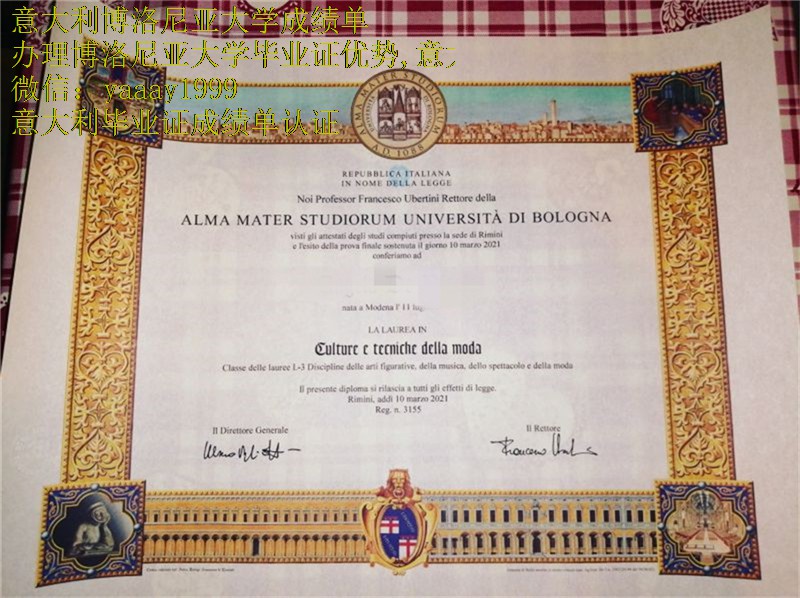 意大利博洛尼亚大学成绩单
办理博洛尼亚大学毕业证优势,意
微信: yaaay1999
意大利毕业证成绩单认证
ALMA MATER STUDIORUM
A.D. 1088
REPUBBLICA ITALIANA
IN NOME DELLA LEGGE
Noi Professor Francesco Ubertini Rettore della
ALMA MATER STUDIORUM UNIVERSITÀ DI BOLOGNA
visti gli attestati degli studi compiuti presso la sede di Rimini
e l'esito della prova finale sostenuta il giorno 10 marzo 2021
conferiamo ad
nata a Modena l' 11
LA LAUREA IN
Culture e tecniche della moda
Classe delle lauree L-3 Discipline delle arti figurative, della musica, dello spettacolo e della moda
Il presente diploma si rilascia a tutti gli effetti di legge.
Rimini, addì 10 marzo 2021
Reg. n. 3155
Il Direttore Generale
Il Rettore